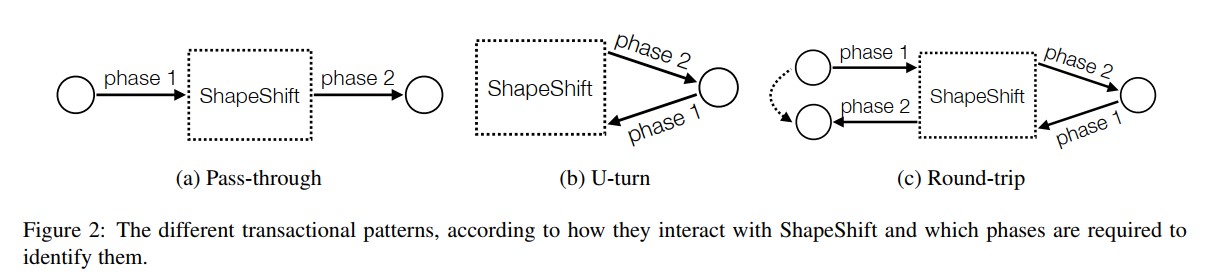 phase 1
ShapeShift
phase 2
(a) Pass-through
phase 2
ShapeShift
phase 1
(b) U-turn
phase 1
phase 2
ShapeShift
phase 2
phase 1
(c) Round-trip
Figure 2: The different transactional patterns, according to how they interact with ShapeShift and which phases are required to
identify them.